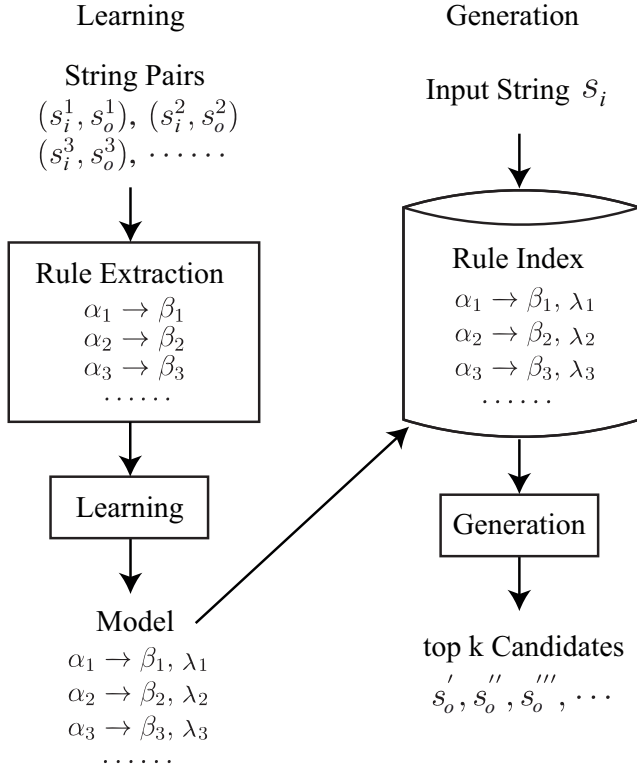 Learning
String Pairs
(s_i^1, s_o^1), (s_i^2, s_o^2)
(s_i^3, s_o^3), ······
Rule Extraction
α₁ → β₁
α₂ → β₂
α₃ → β₃
······
Learning
Model
α₁ → β₁, λ₁
α₂ → β₂, λ₂
α₃ → β₃, λ₃
······
Generation
Input String s_i
Rule Index
α₁ → β₁, λ₁
α₂ → β₂, λ₂
α₃ → β₃, λ₃
······
Generation
top k Candidates
s_o^′, s_o^″, s_o^‴, ···